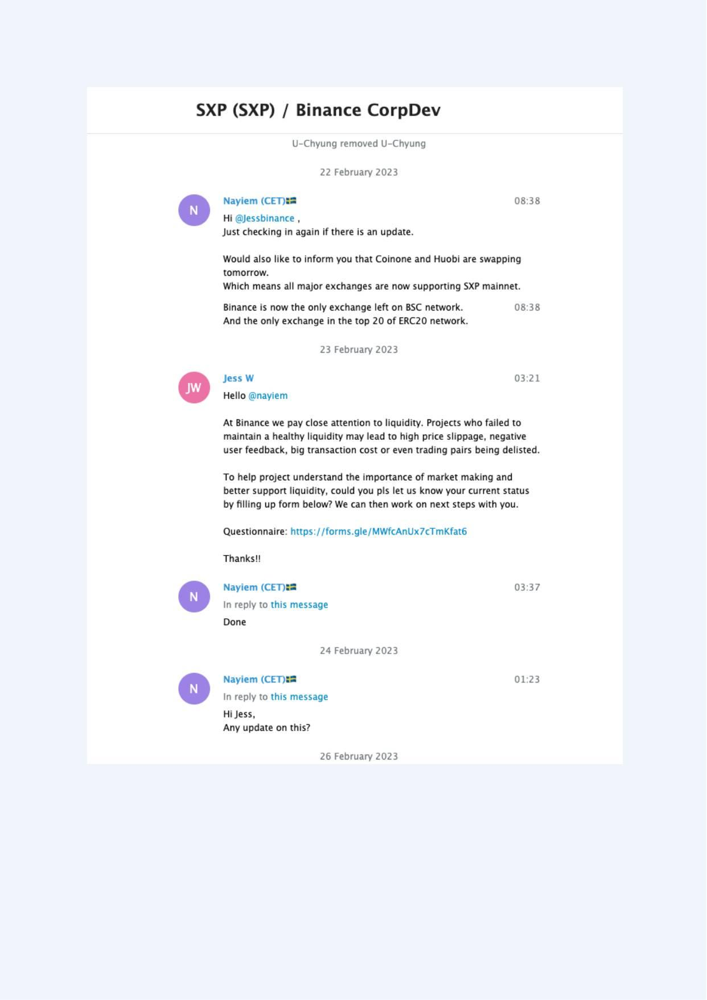 SXP (SXP) / Binance CorpDev
U-Chyung removed U-Chyung
22 February 2023
N
Nayiem (CET)🇸🇪 08:38
Hi @Jessbinance ,
Just checking in again if there is an update.
Would also like to inform you that Coinone and Huobi are swapping
tomorrow.
Which means all major exchanges are now supporting SXP mainnet.
Binance is now the only exchange left on BSC network. 08:38
And the only exchange in the top 20 of ERC20 network.
23 February 2023
JW
Jess W 03:21
Hello @nayiem
At Binance we pay close attention to liquidity. Projects who failed to
maintain a healthy liquidity may lead to high price slippage, negative
user feedback, big transaction cost or even trading pairs being delisted.
To help project understand the importance of market making and
better support liquidity, could you pls let us know your current status
by filling up form below? We can then work on next steps with you.
Questionnaire: https://forms.gle/MWfcAnUx7cTmKfat6
Thanks!!
N
Nayiem (CET)🇸🇪 03:37
In reply to this message
Done
24 February 2023
N
Nayiem (CET)🇸🇪 01:23
In reply to this message
Hi Jess,
Any update on this?
26 February 2023